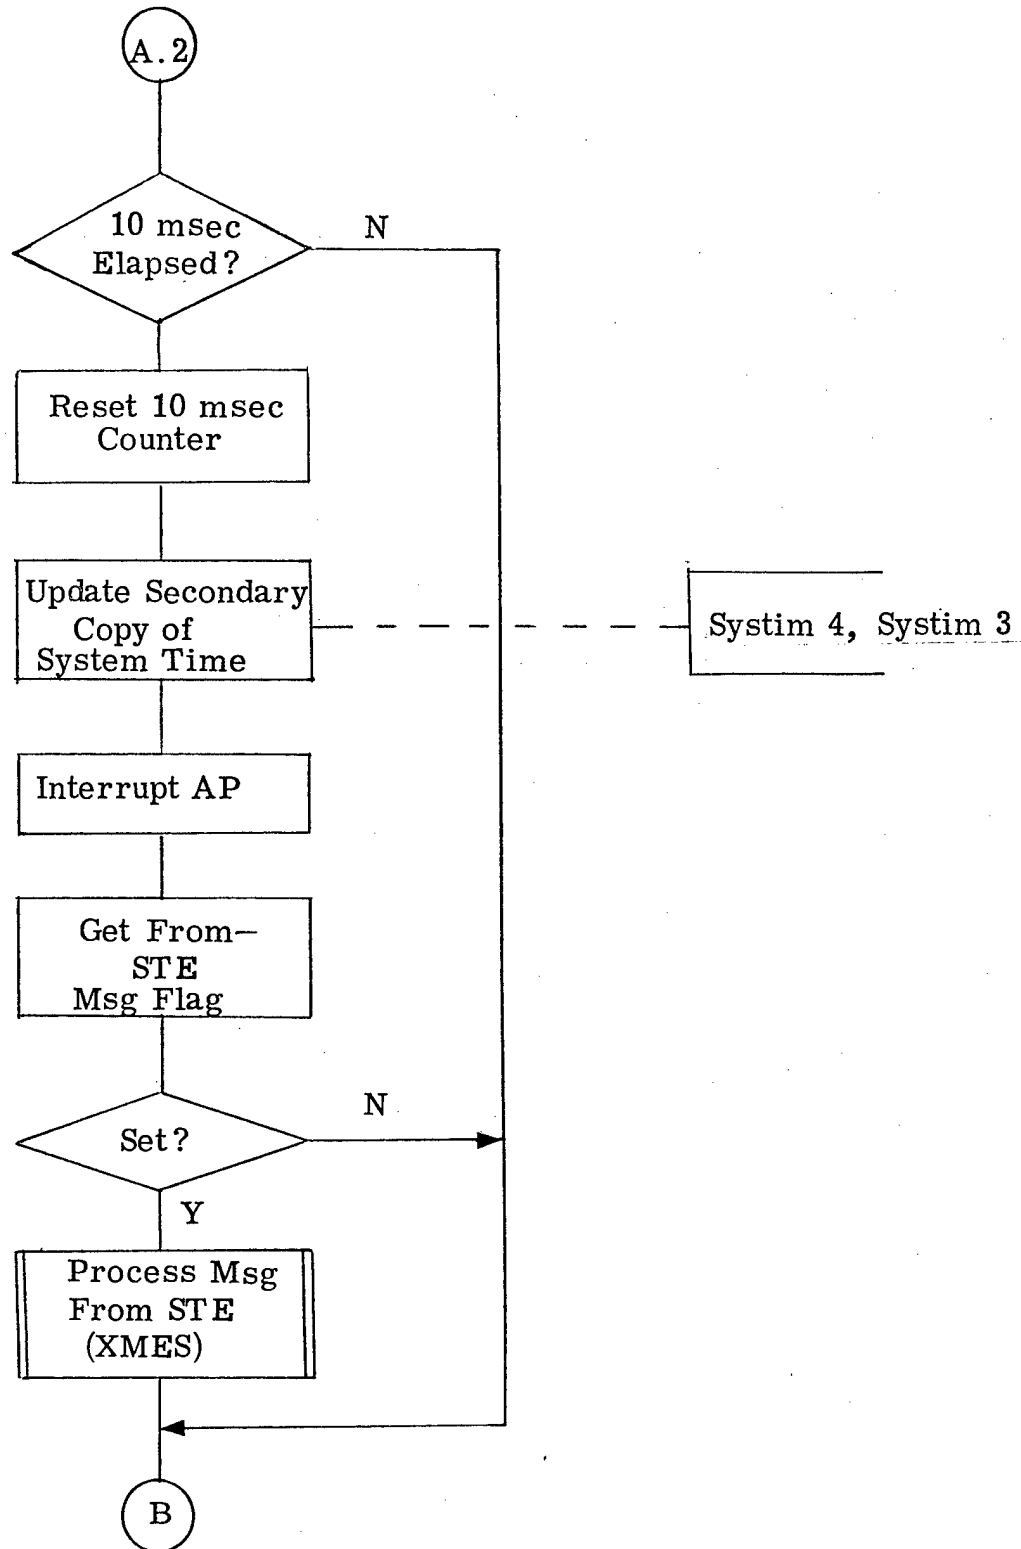 A.2
10 msec
Elapsed?
N
Reset 10 msec
Counter
Update Secondary
Copy of
System Time
Systim 4, Systim 3
Interrupt AP
Get From-
STE
Msg Flag
Set?
N
Y
Process Msg
From STE
(XMES)
B